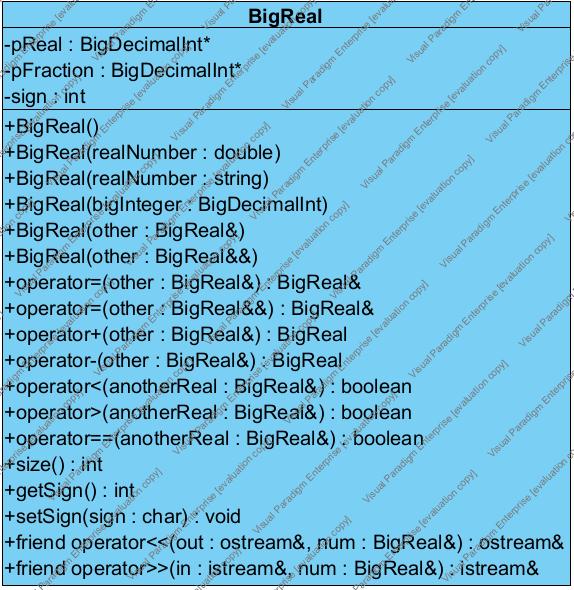 BigReal
-pReal : BigDecimalInt*
-pFraction : BigDecimalInt*
-sign : int
+BigReal()
+BigReal(realNumber : double)
+BigReal(realNumber : string)
+BigReal(bigInteger : BigDecimalInt)
+BigReal(other : BigReal&)
+BigReal(other : BigReal&&)
+operator=(other : BigReal&) : BigReal&
+operator=(other : BigReal&&) : BigReal&
+operator+(other : BigReal&) : BigReal
+operator-(other : BigReal&) : BigReal
+operator<(anotherReal : BigReal&) : boolean
+operator>(anotherReal : BigReal&) : boolean
+operator==(anotherReal : BigReal&) : boolean
+size() : int
+getSign() : int
+setSign(sign : char) : void
+friend operator<<(out : ostream&, num : BigReal&) : ostream&
+friend operator>>(in : istream&, num : BigReal&) : istream&
Visual Paradigm Enterprise [evaluation copy]